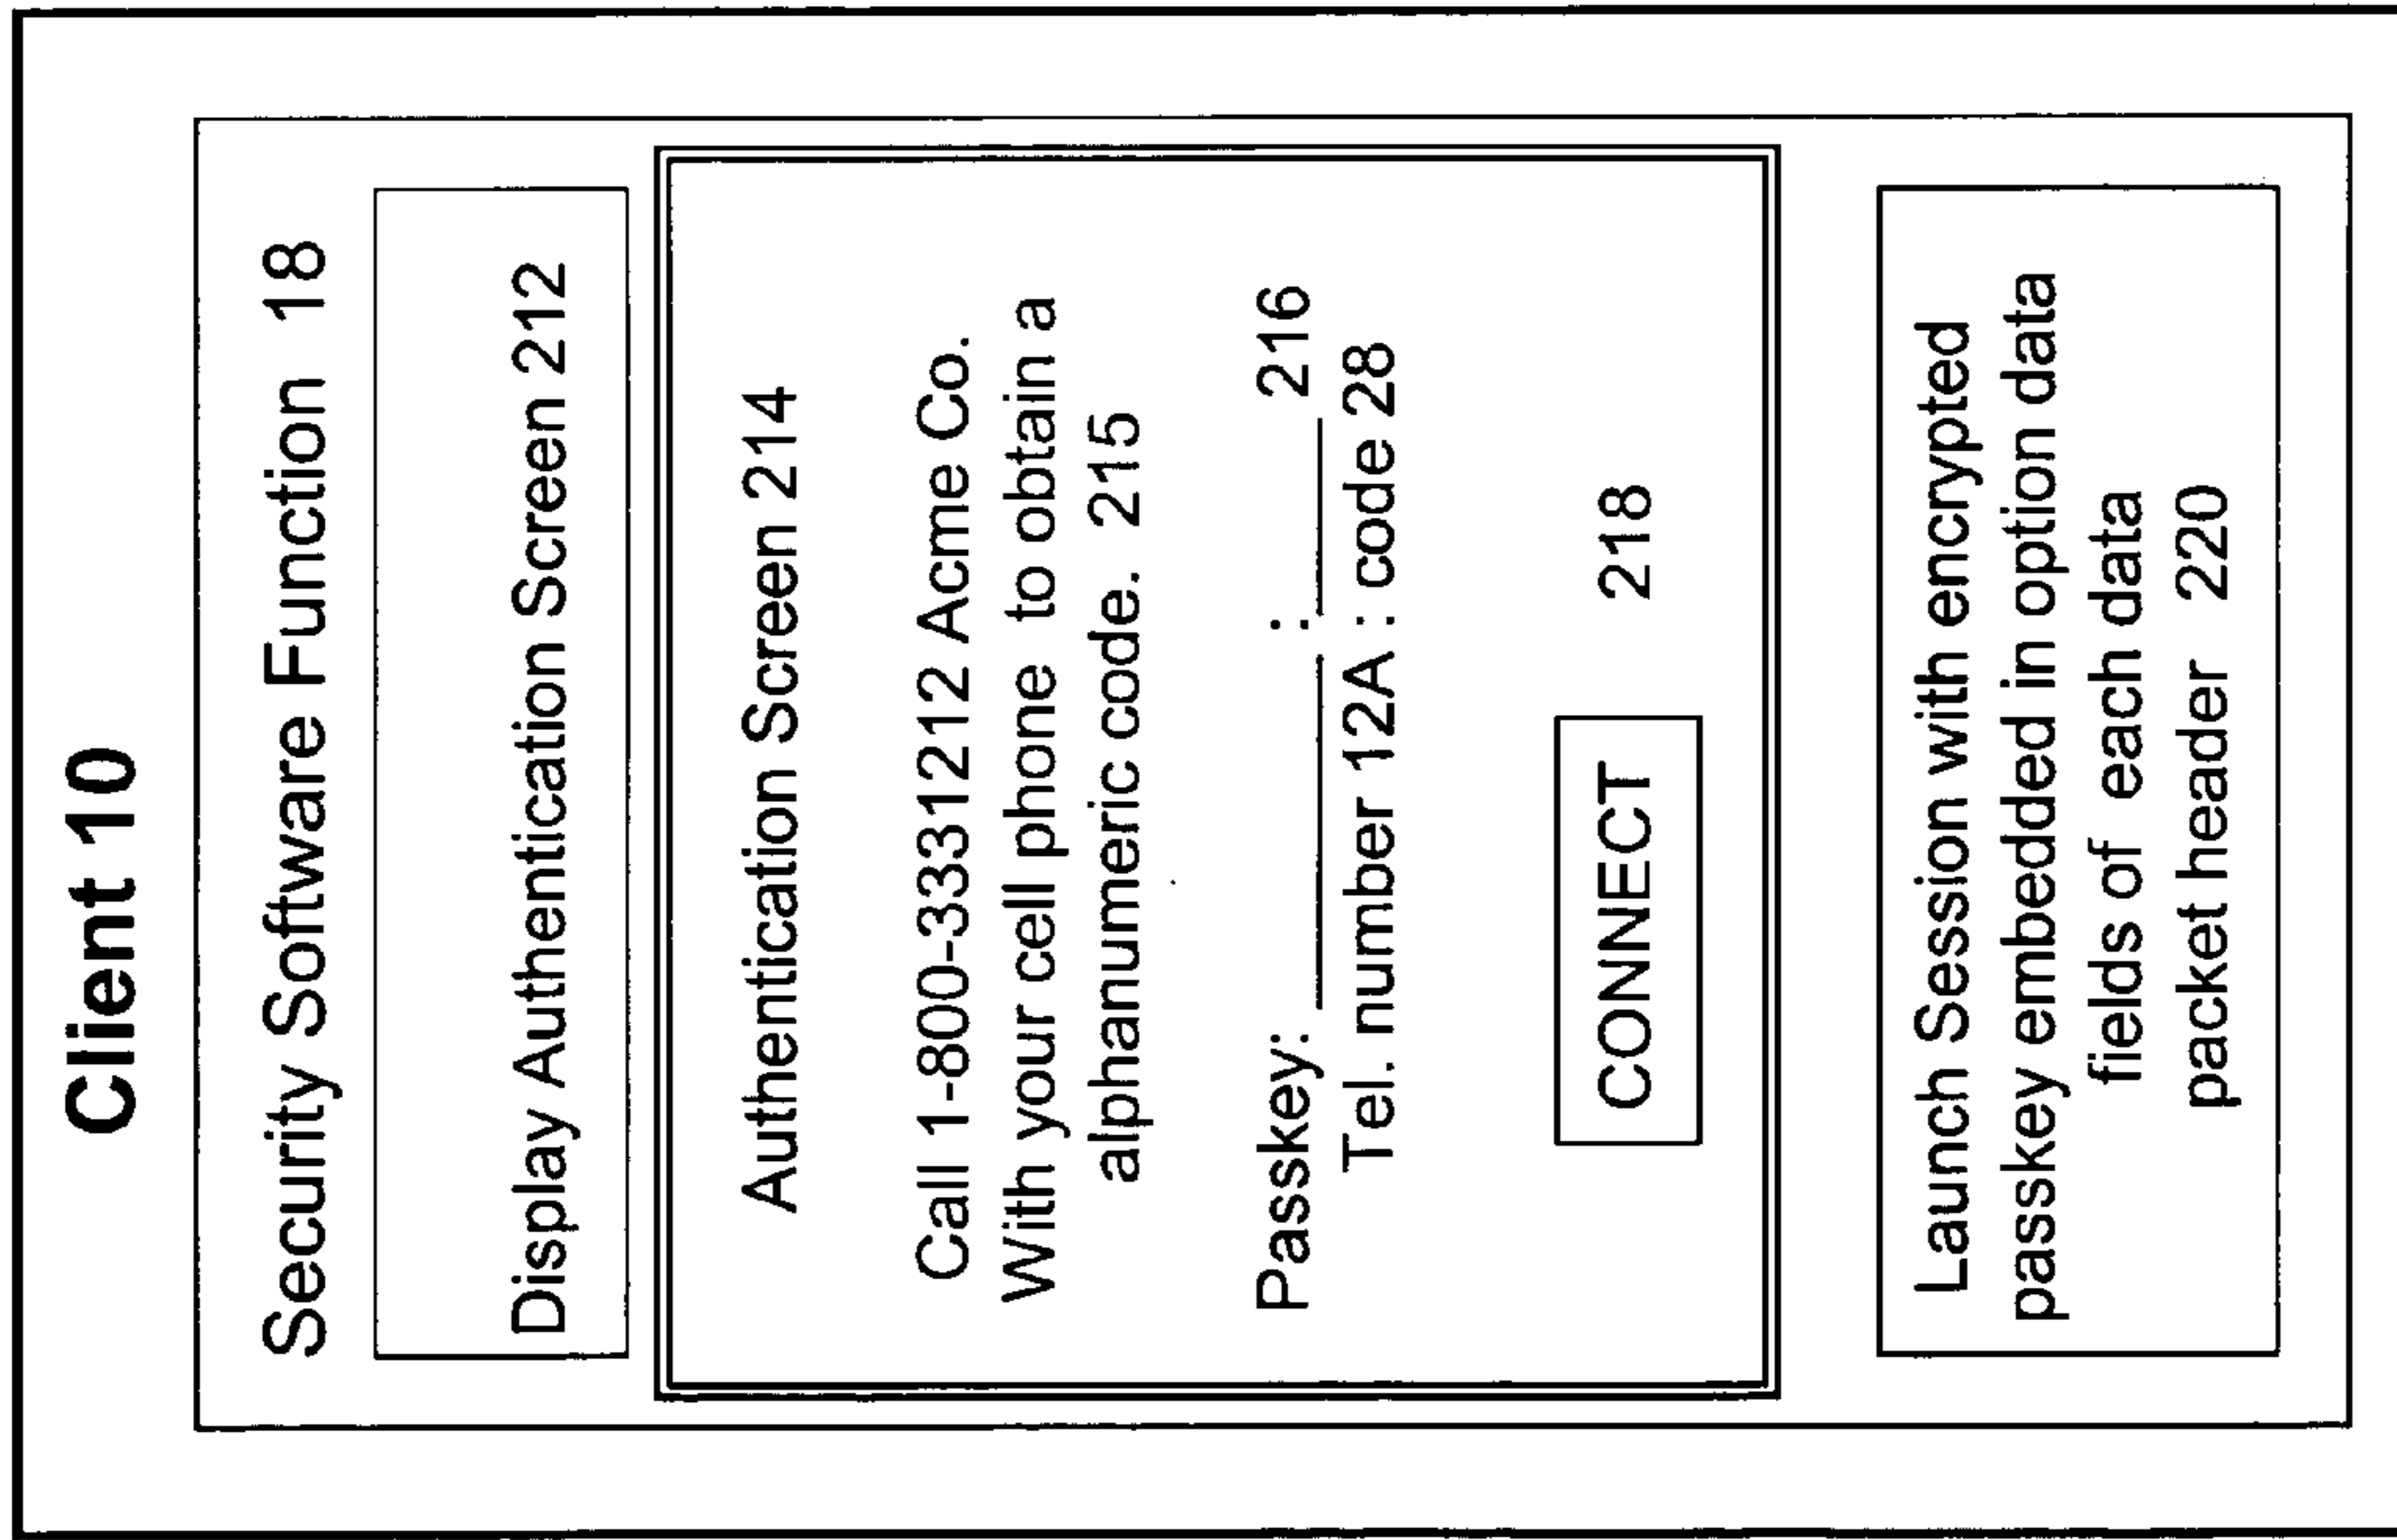 Client 10
Security Software Function 18
Display Authentication Screen 212
Authentication Screen 214
Call 1-800-3331212 Acme Co.
With your cell phone to obtain a
alphanumeric code. 215
Passkey: ________ : _____ 216
Tel. number 12A : code 28
CONNECT 218
Launch Session with encrypted
passkey embedded in option data
fields of each data
packet header 220